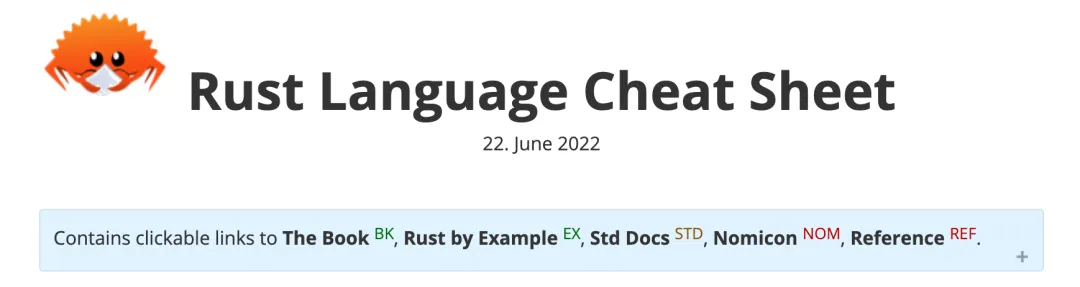 Rust Language Cheat Sheet
22. June 2022
Contains clickable links to The Book BK, Rust by Example EX, Std Docs STD, Nomicon NOM, Reference REF.
+